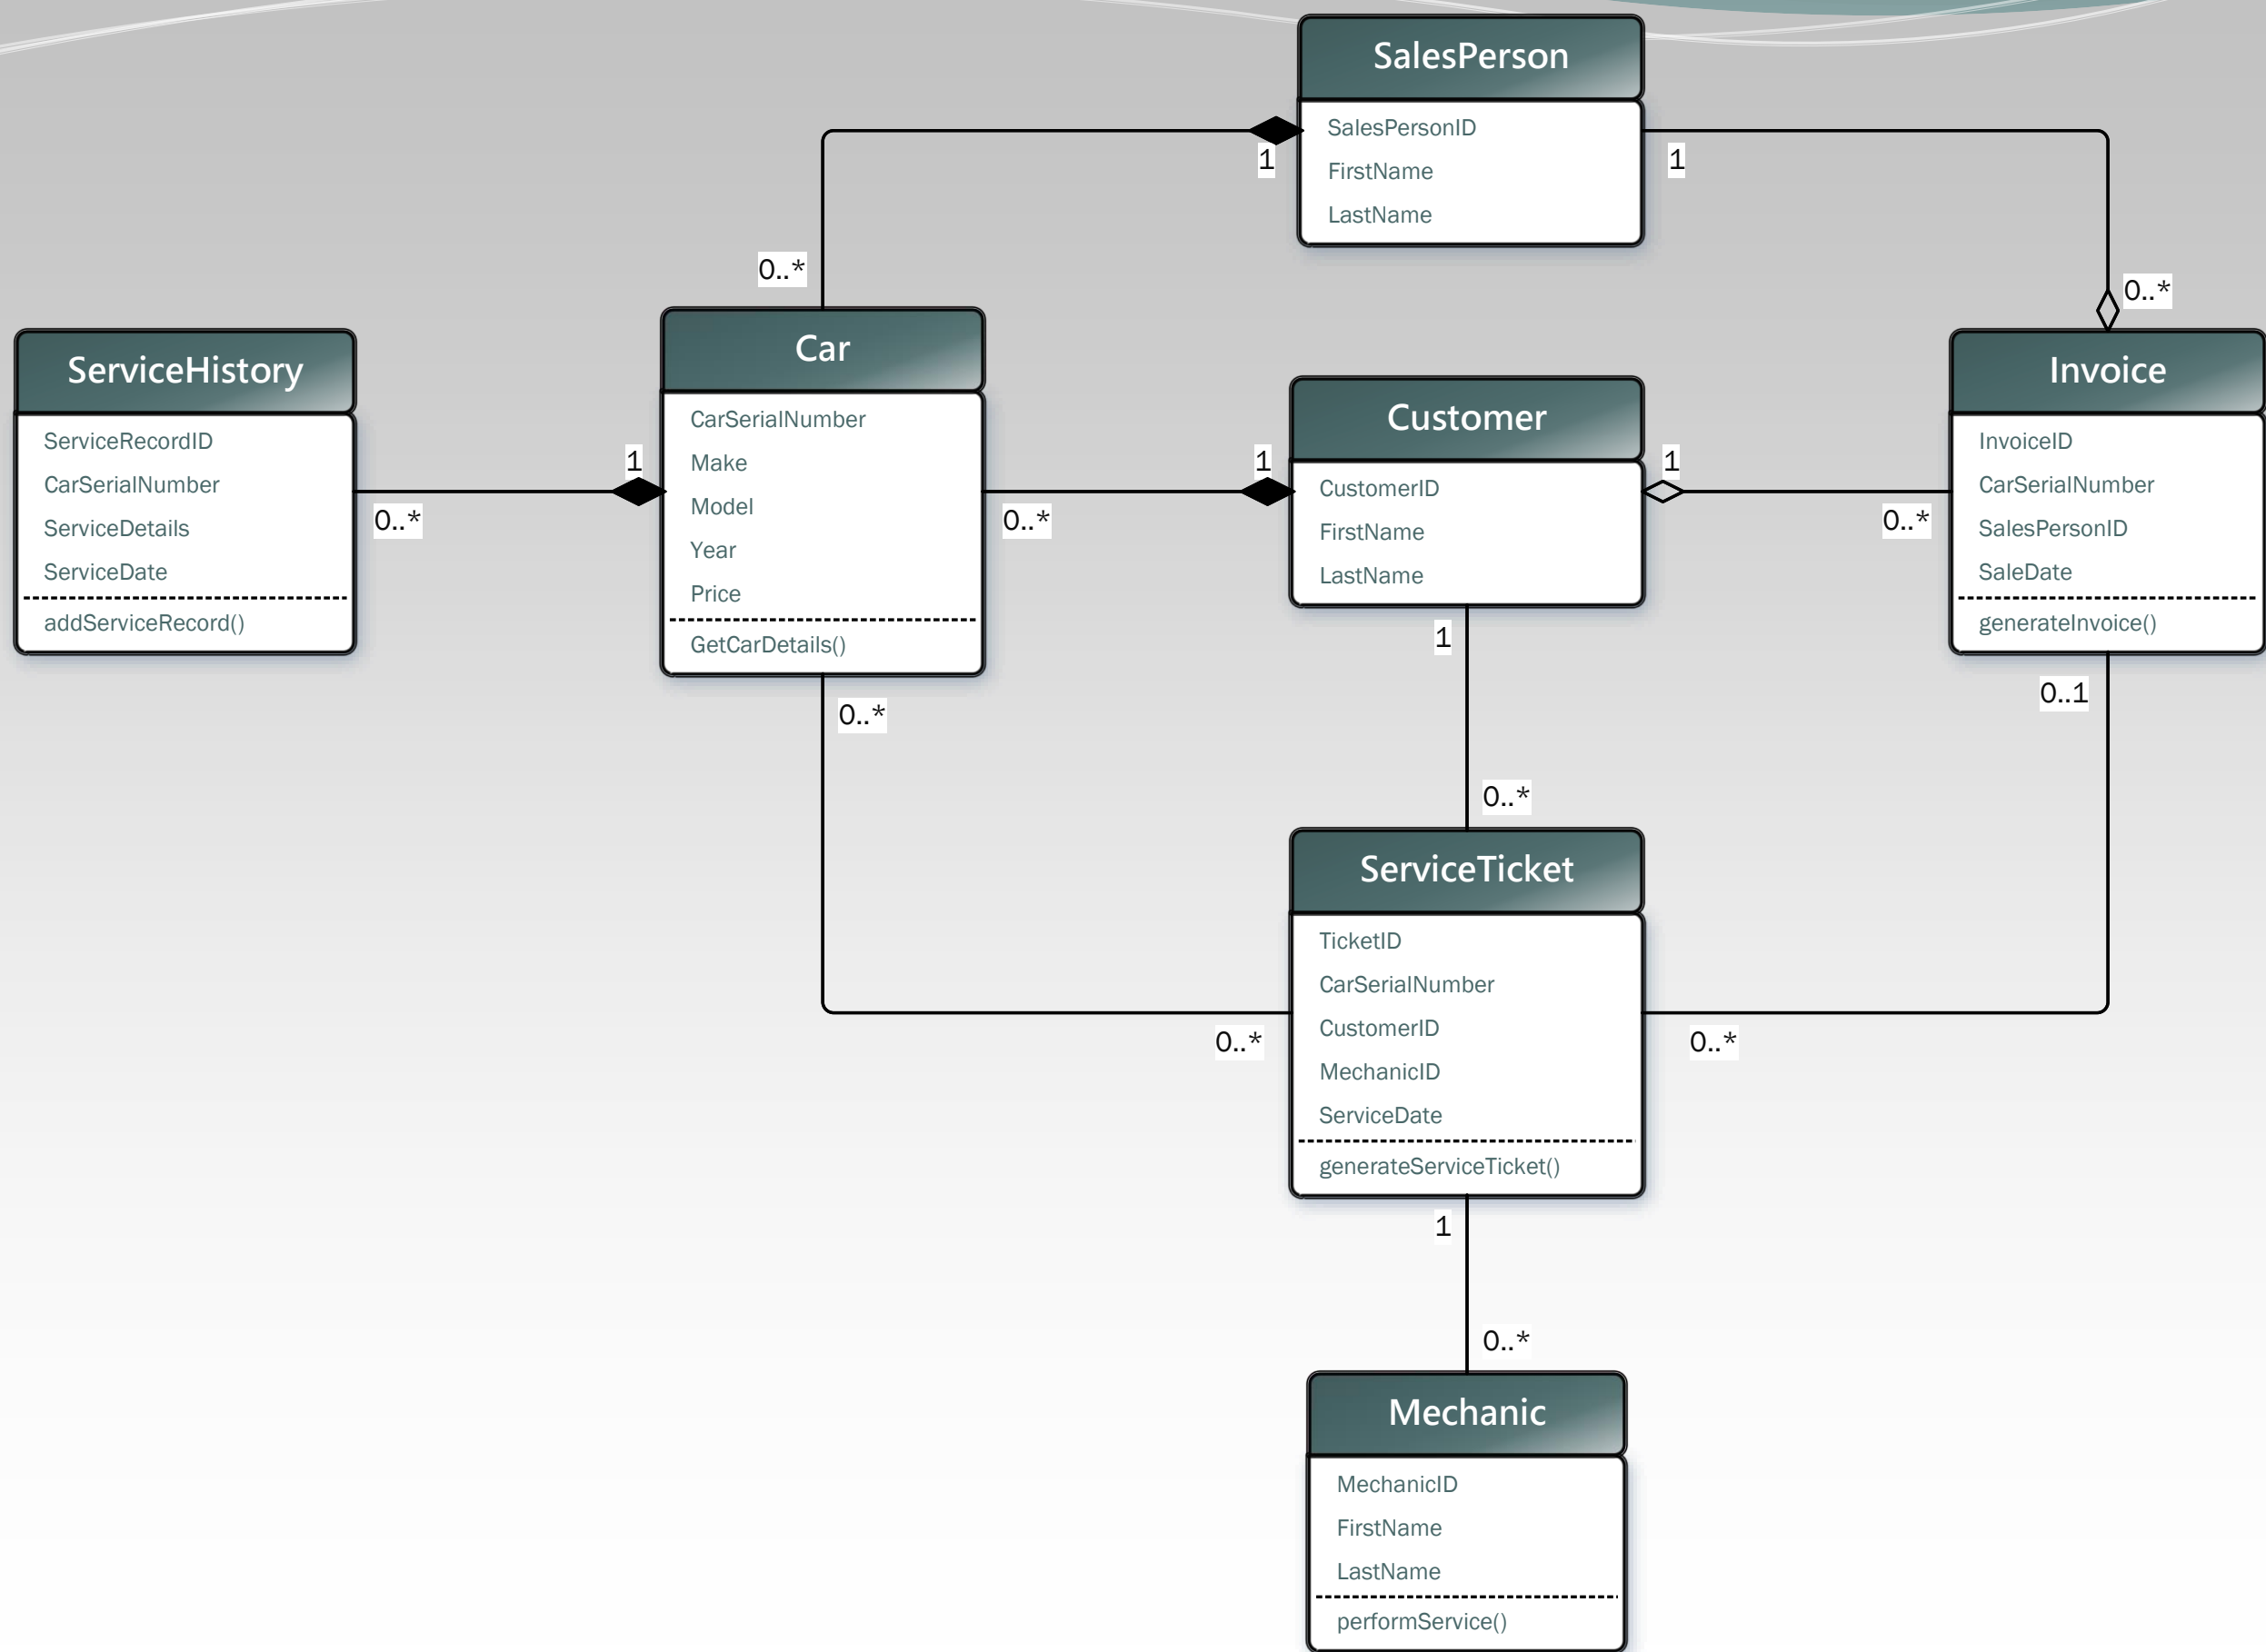 SalesPerson
SalesPersonID
FirstName
LastName
1
1
0..*
0..*
ServiceHistory
ServiceRecordID
CarSerialNumber
ServiceDetails
ServiceDate
addServiceRecord()
0..*
1
Car
CarSerialNumber
Make
Model
Year
Price
GetCarDetails()
0..*
1
Customer
CustomerID
FirstName
LastName
1
0..*
Invoice
InvoiceID
CarSerialNumber
SalesPersonID
SaleDate
generateInvoice()
1
0..1
0..*
0..*
ServiceTicket
TicketID
CarSerialNumber
CustomerID
MechanicID
ServiceDate
generateServiceTicket()
0..*
0..*
1
0..*
Mechanic
MechanicID
FirstName
LastName
performService()